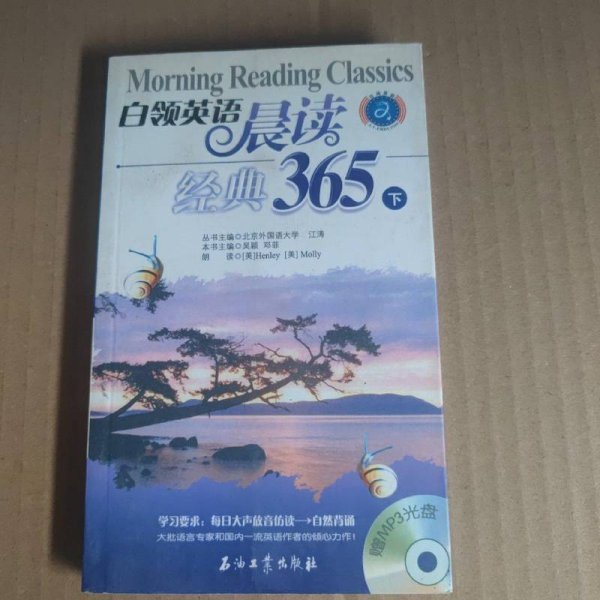 Morning Reading Classics
白领英语
晨读
经典
365
下
丛书主编◎北京外国语大学 江涛
本书主编◎吴颖 邓菲
朗 读◎[美]Henley [美] Molly
学习要求：每日大声放音仿读→自然背诵
大批语言专家和国内一流英语作者的倾心力作！
赠MP3光盘
石油工业出版社